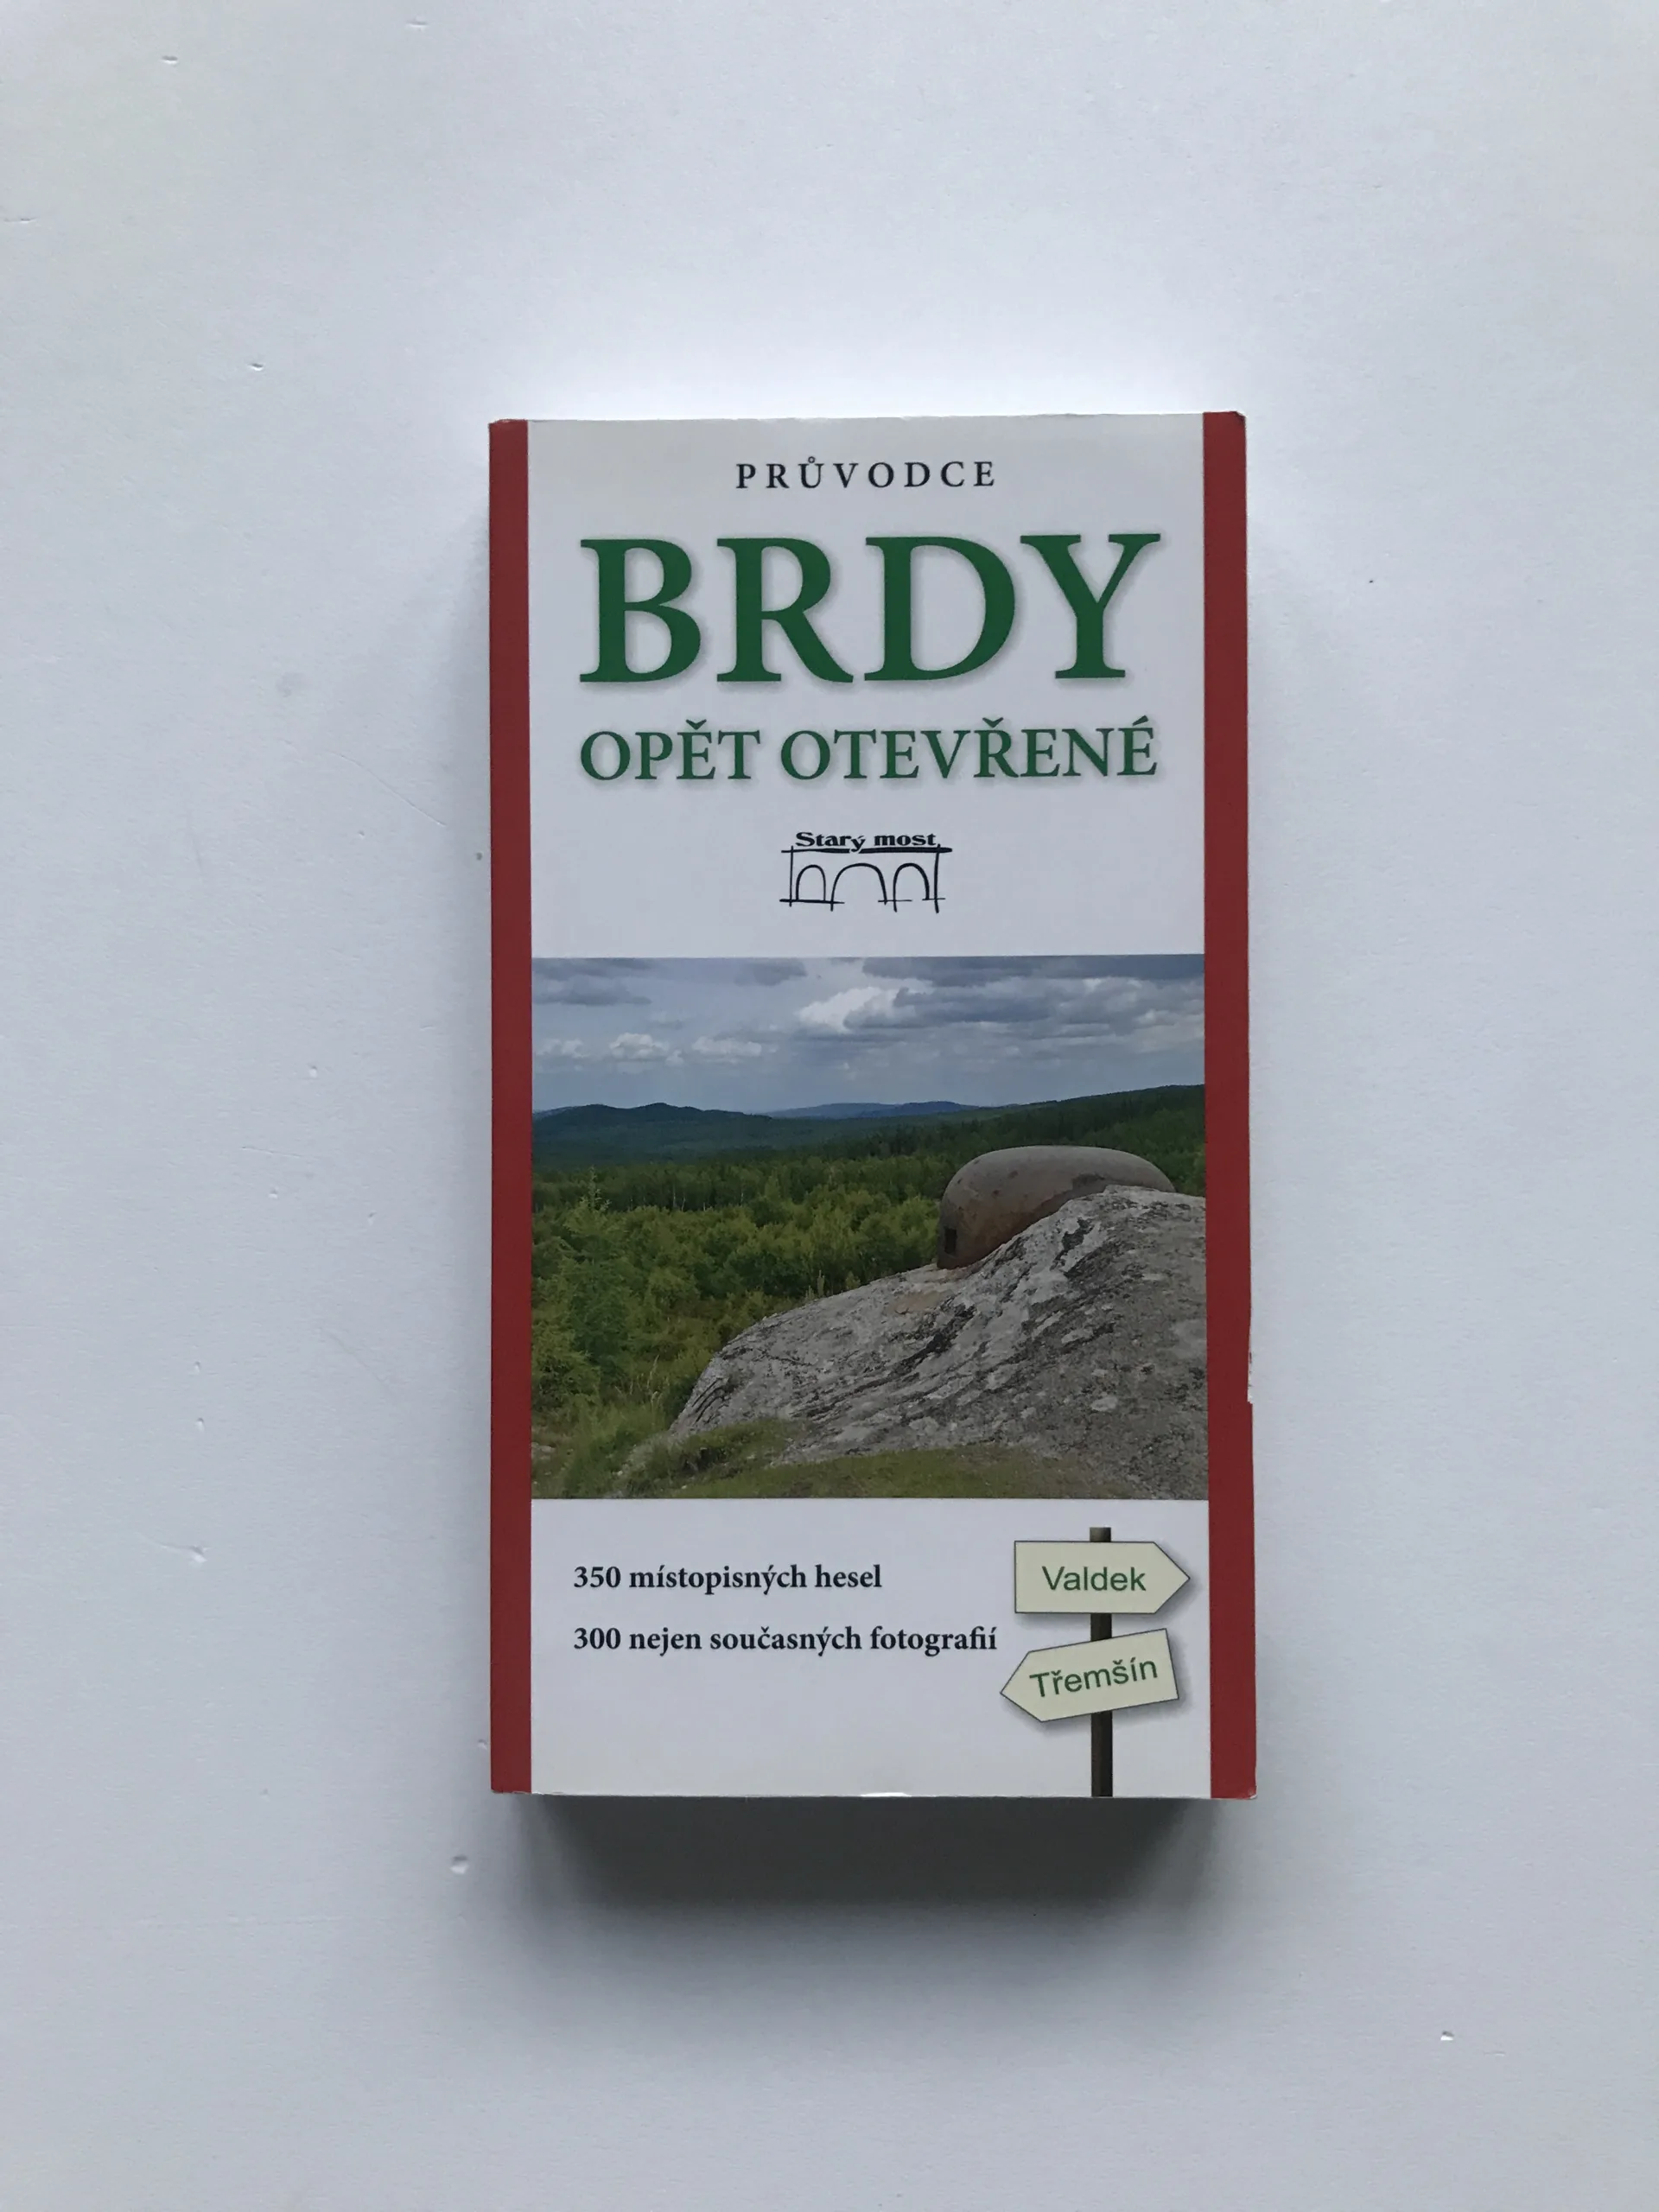 PRŮVODCE
BRDY
OPĚT OTEVŘENÉ
Starý most
350 místopisných hesel
300 nejen současných fotografií
Valdek
Třemšín